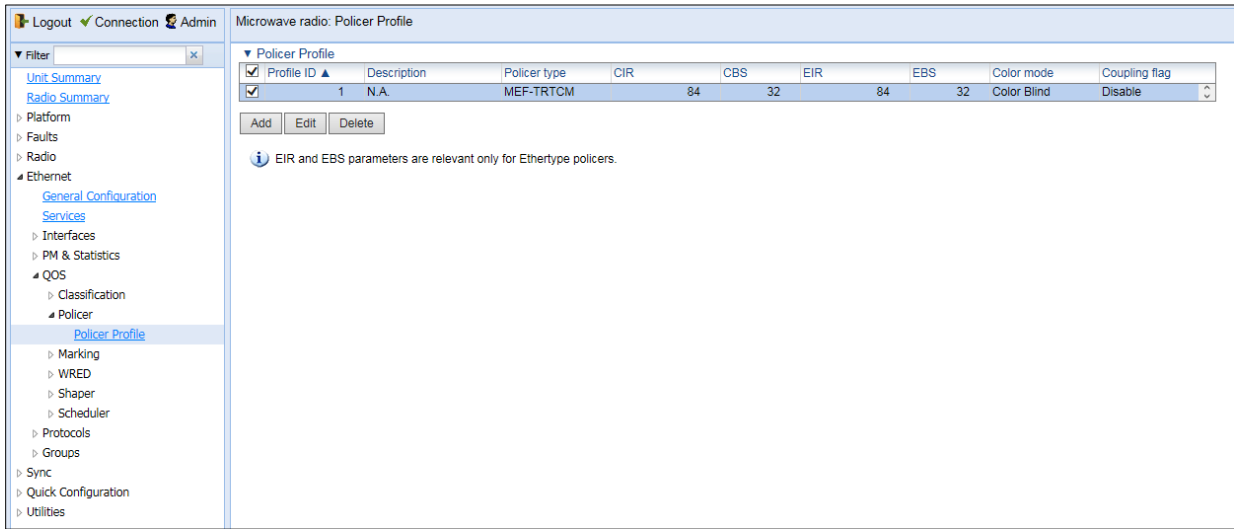 Logout Connection Admin
Microwave radio: Policer Profile
Filter
Unit Summary
Radio Summary
Platform
Faults
Radio
Ethernet
General Configuration
Services
Interfaces
PM & Statistics
QOS
Classification
Policer
Policer Profile
Marking
WRED
Shaper
Scheduler
Protocols
Groups
Sync
Quick Configuration
Utilities
Policer Profile
Profile ID ▲ Description Policer type CIR CBS EIR EBS Color mode Coupling flag
1 N.A. MEF-TRTCM 84 32 84 32 Color Blind Disable
Add Edit Delete
EIR and EBS parameters are relevant only for Ethertype policers.